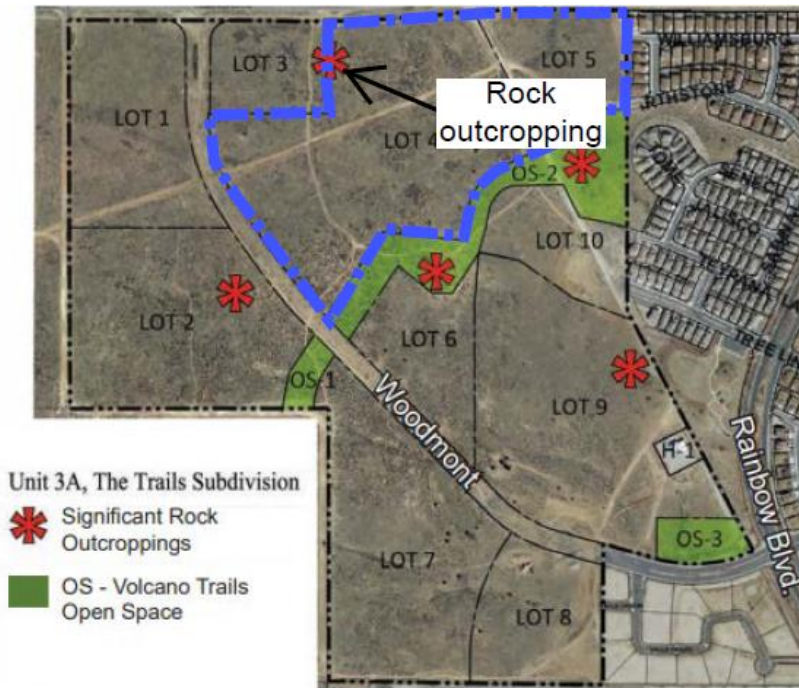 WILLIAMSBURG
LOT 3
LOT 5
Rock
outcropping
LOT 1
LOT 4
OS-2
LOT 10
LOT 2
LOT 6
OS-1
LOT 9
Woodmont
H-1
Rainbow Blvd.
OS-3
LOT 7
LOT 8
TREE LINE
Unit 3A, The Trails Subdivision
Significant Rock
Outcroppings
OS - Volcano Trails
Open Space